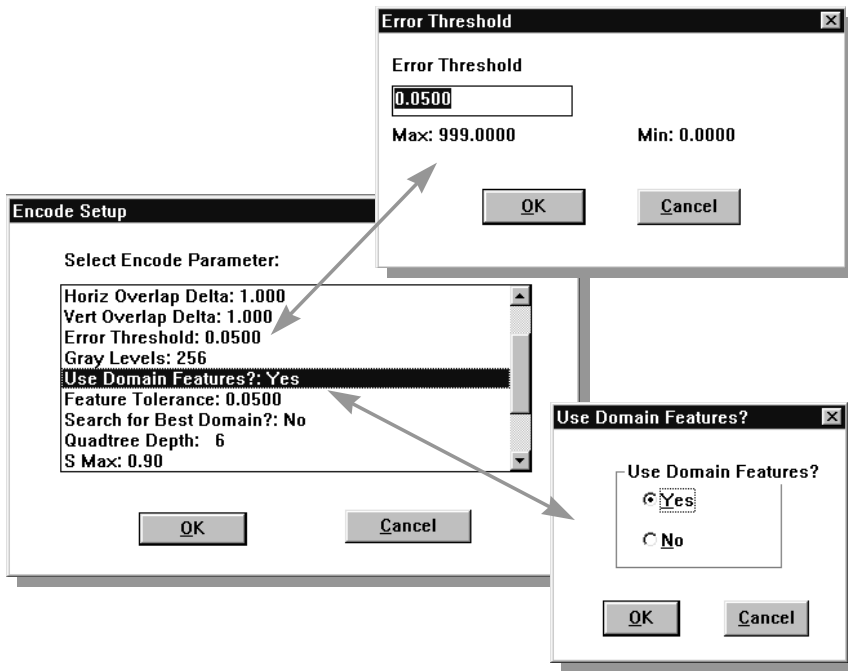 Error Threshold
Error Threshold
0.0500
Max: 999.0000 Min: 0.0000
OK Cancel
Encode Setup
Select Encode Parameter:
Horiz Overlap Delta: 1.000
Vert Overlap Delta: 1.000
Error Threshold: 0.0500
Gray Levels: 256
Use Domain Features?: Yes
Feature Tolerance: 0.0500
Search for Best Domain?: No
Quadtree Depth: 6
S Max: 0.90
OK Cancel
Use Domain Features?
Use Domain Features?
Yes
No
OK Cancel